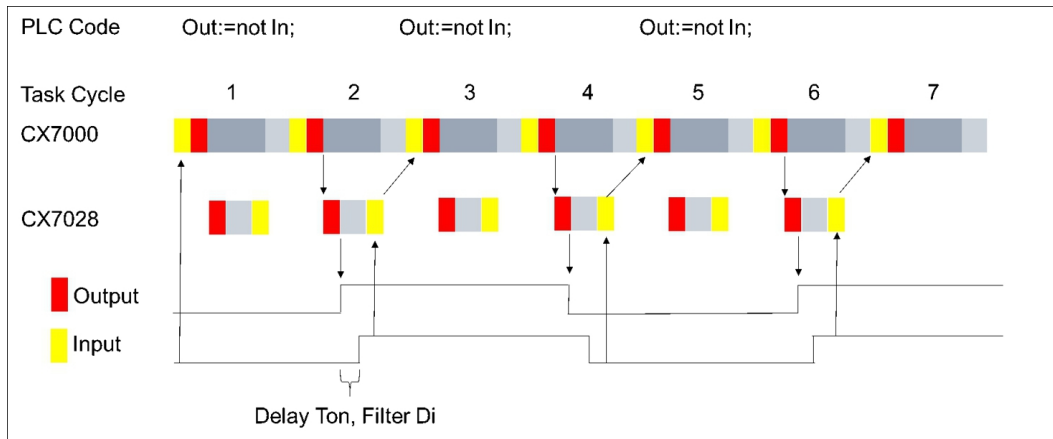 PLC Code Out:=not In; Out:=not In; Out:=not In;
Task Cycle 1 2 3 4 5 6 7
CX7000
CX7028
Output
Input
Delay Ton, Filter Di